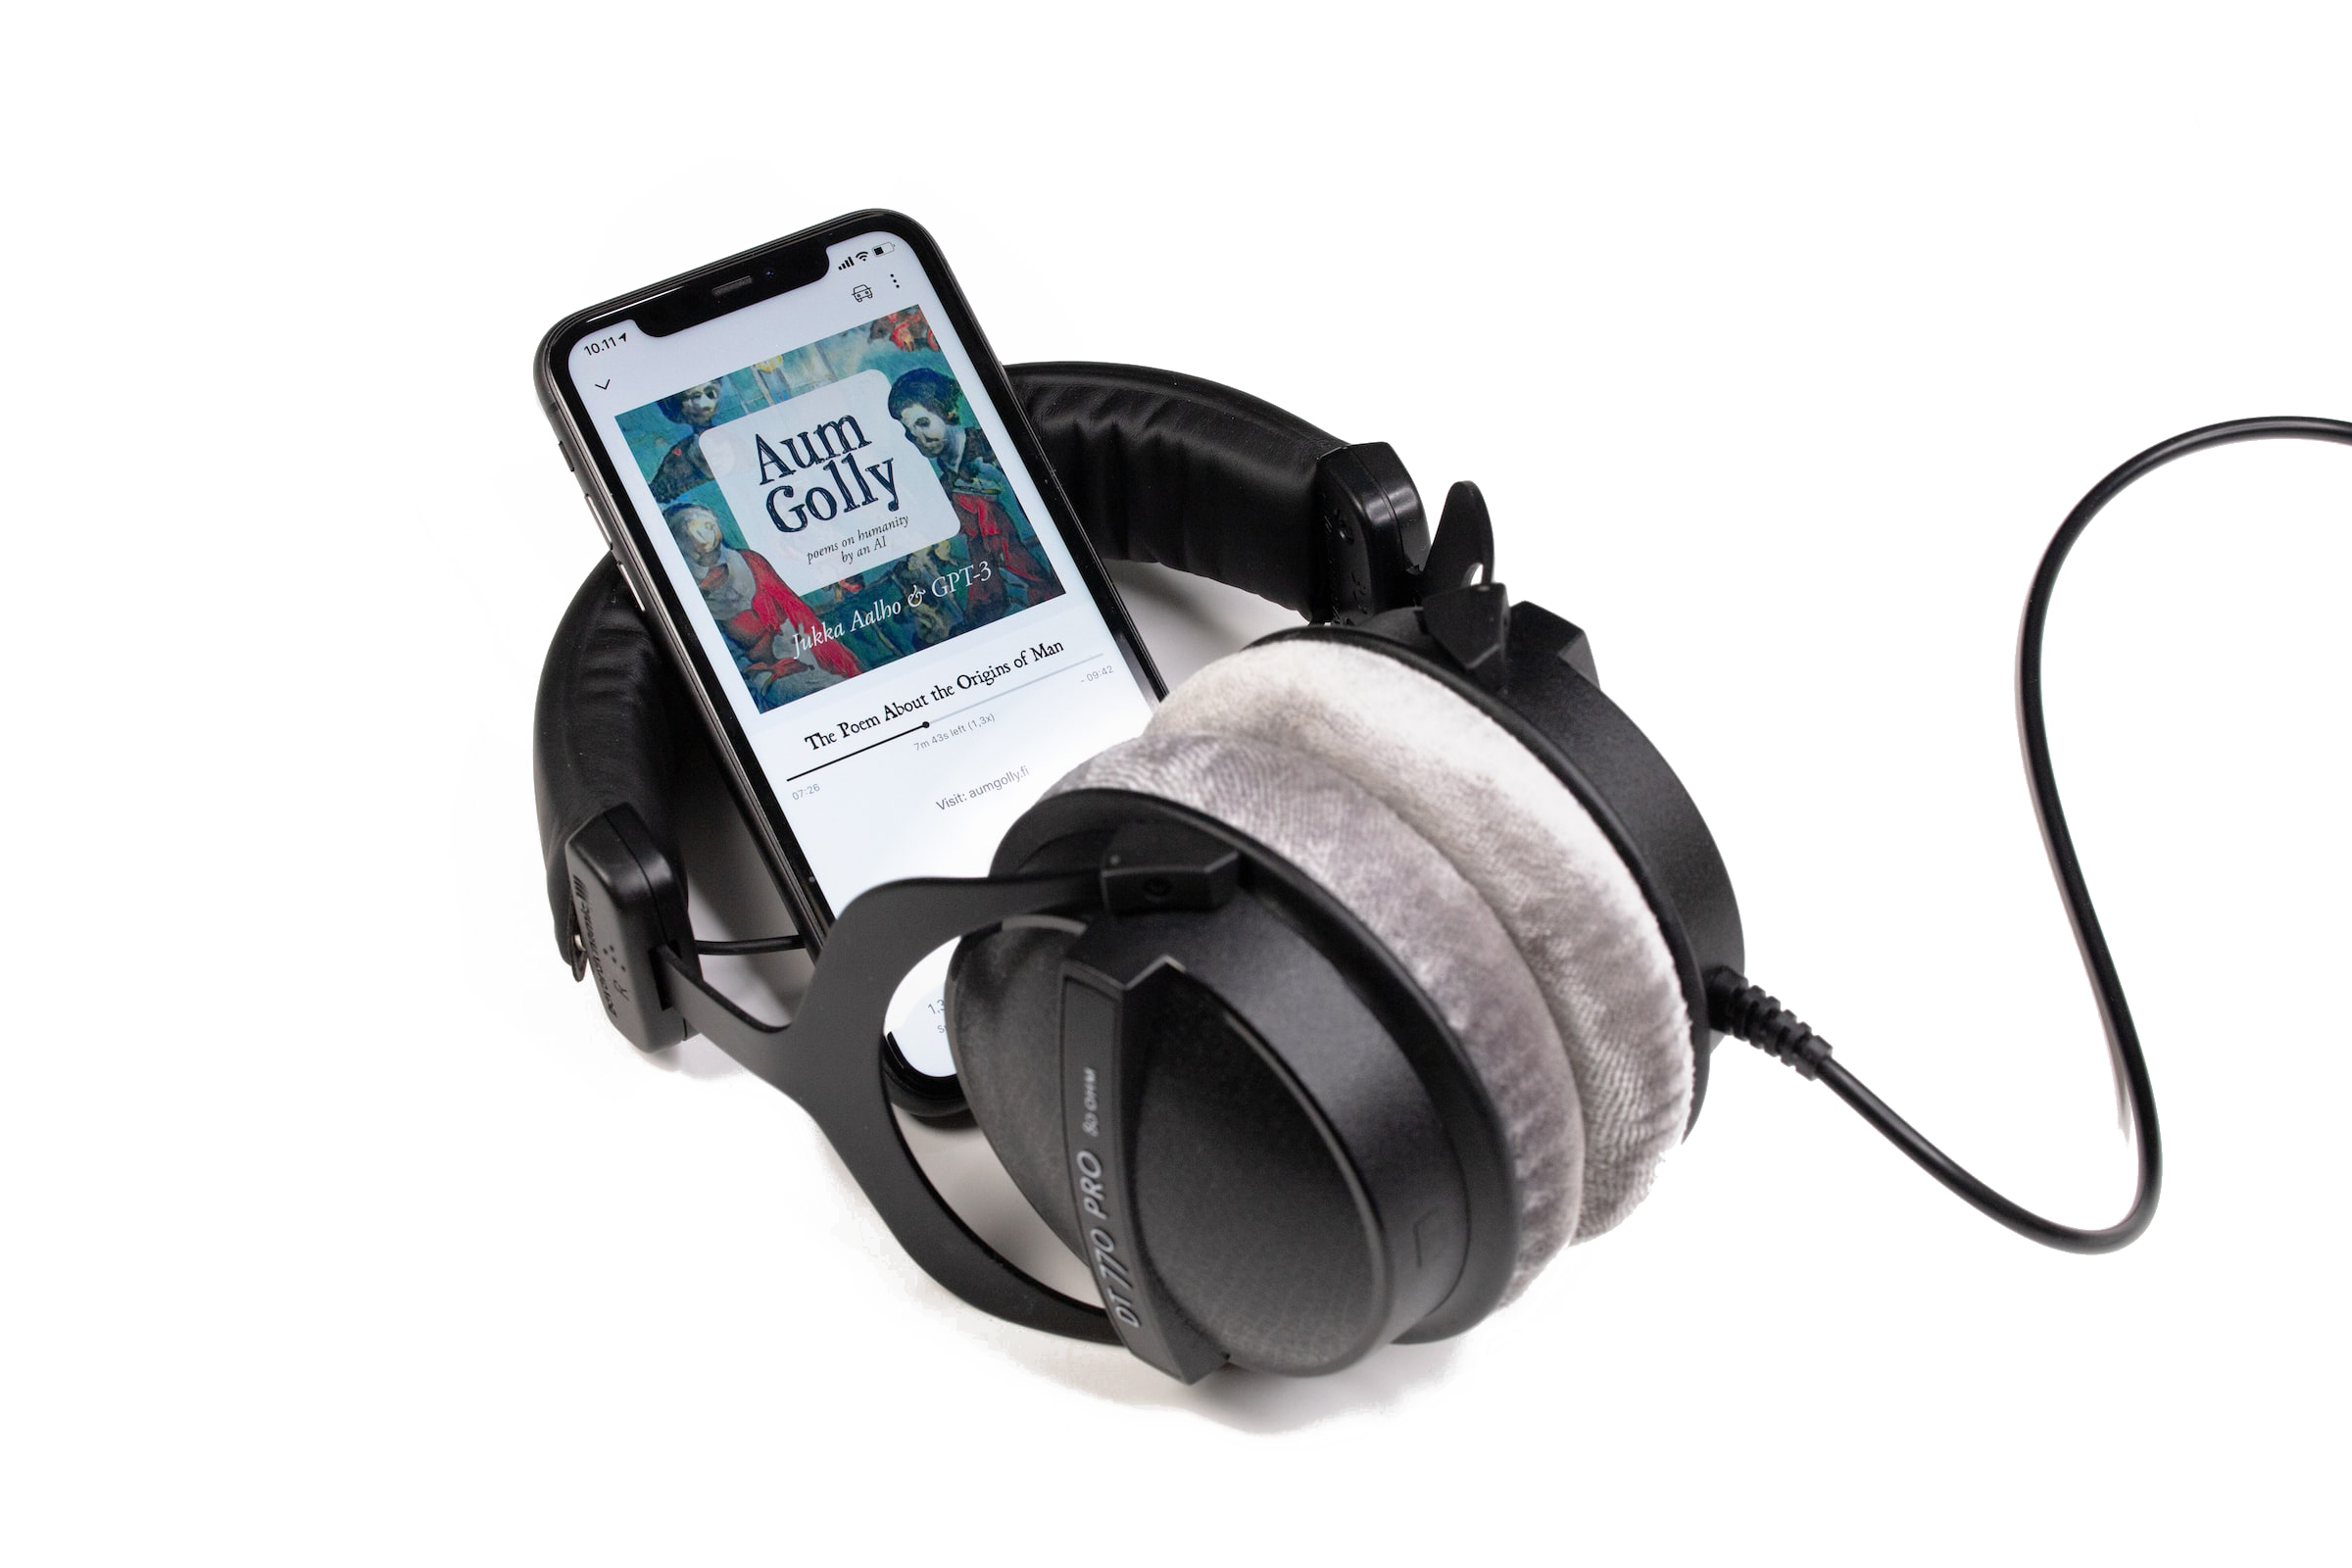 10.11
Aum
Golly
poems on humanity
by an AI
Jukka Aalho & GPT-3
The Poem About the Origins of Man
07:26
7m 43s left (1,3x)
- 09:42
Visit: aumgolly.fi
1,3
DT 770 PRO 80 OHM